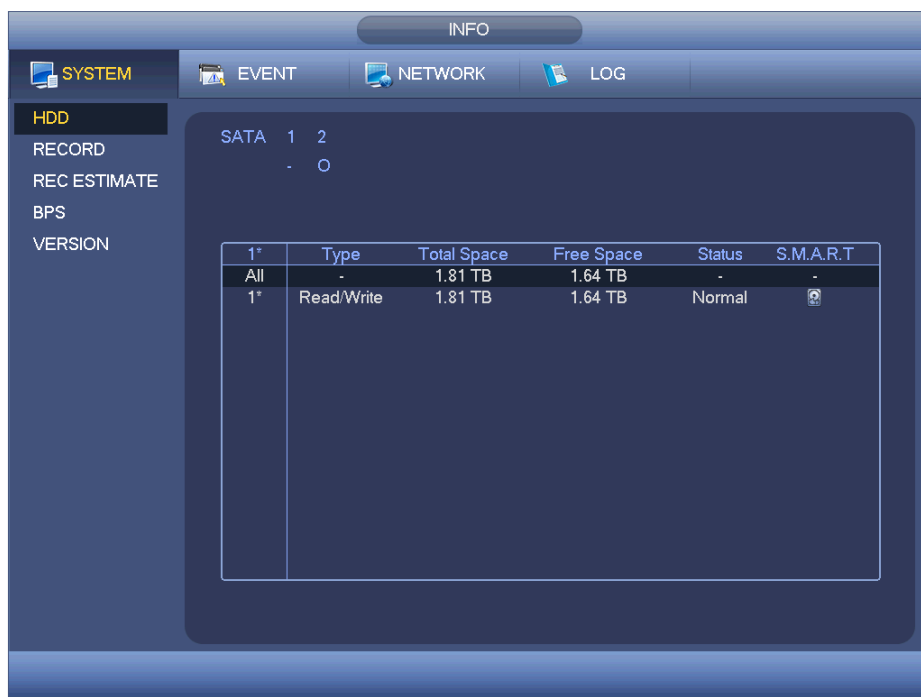 INFO
SYSTEM EVENT NETWORK LOG
HDD
RECORD
REC ESTIMATE
BPS
VERSION
SATA 1 2
- O
1* Type Total Space Free Space Status S.M.A.R.T
All - 1.81 TB 1.64 TB - -
1* Read/Write 1.81 TB 1.64 TB Normal